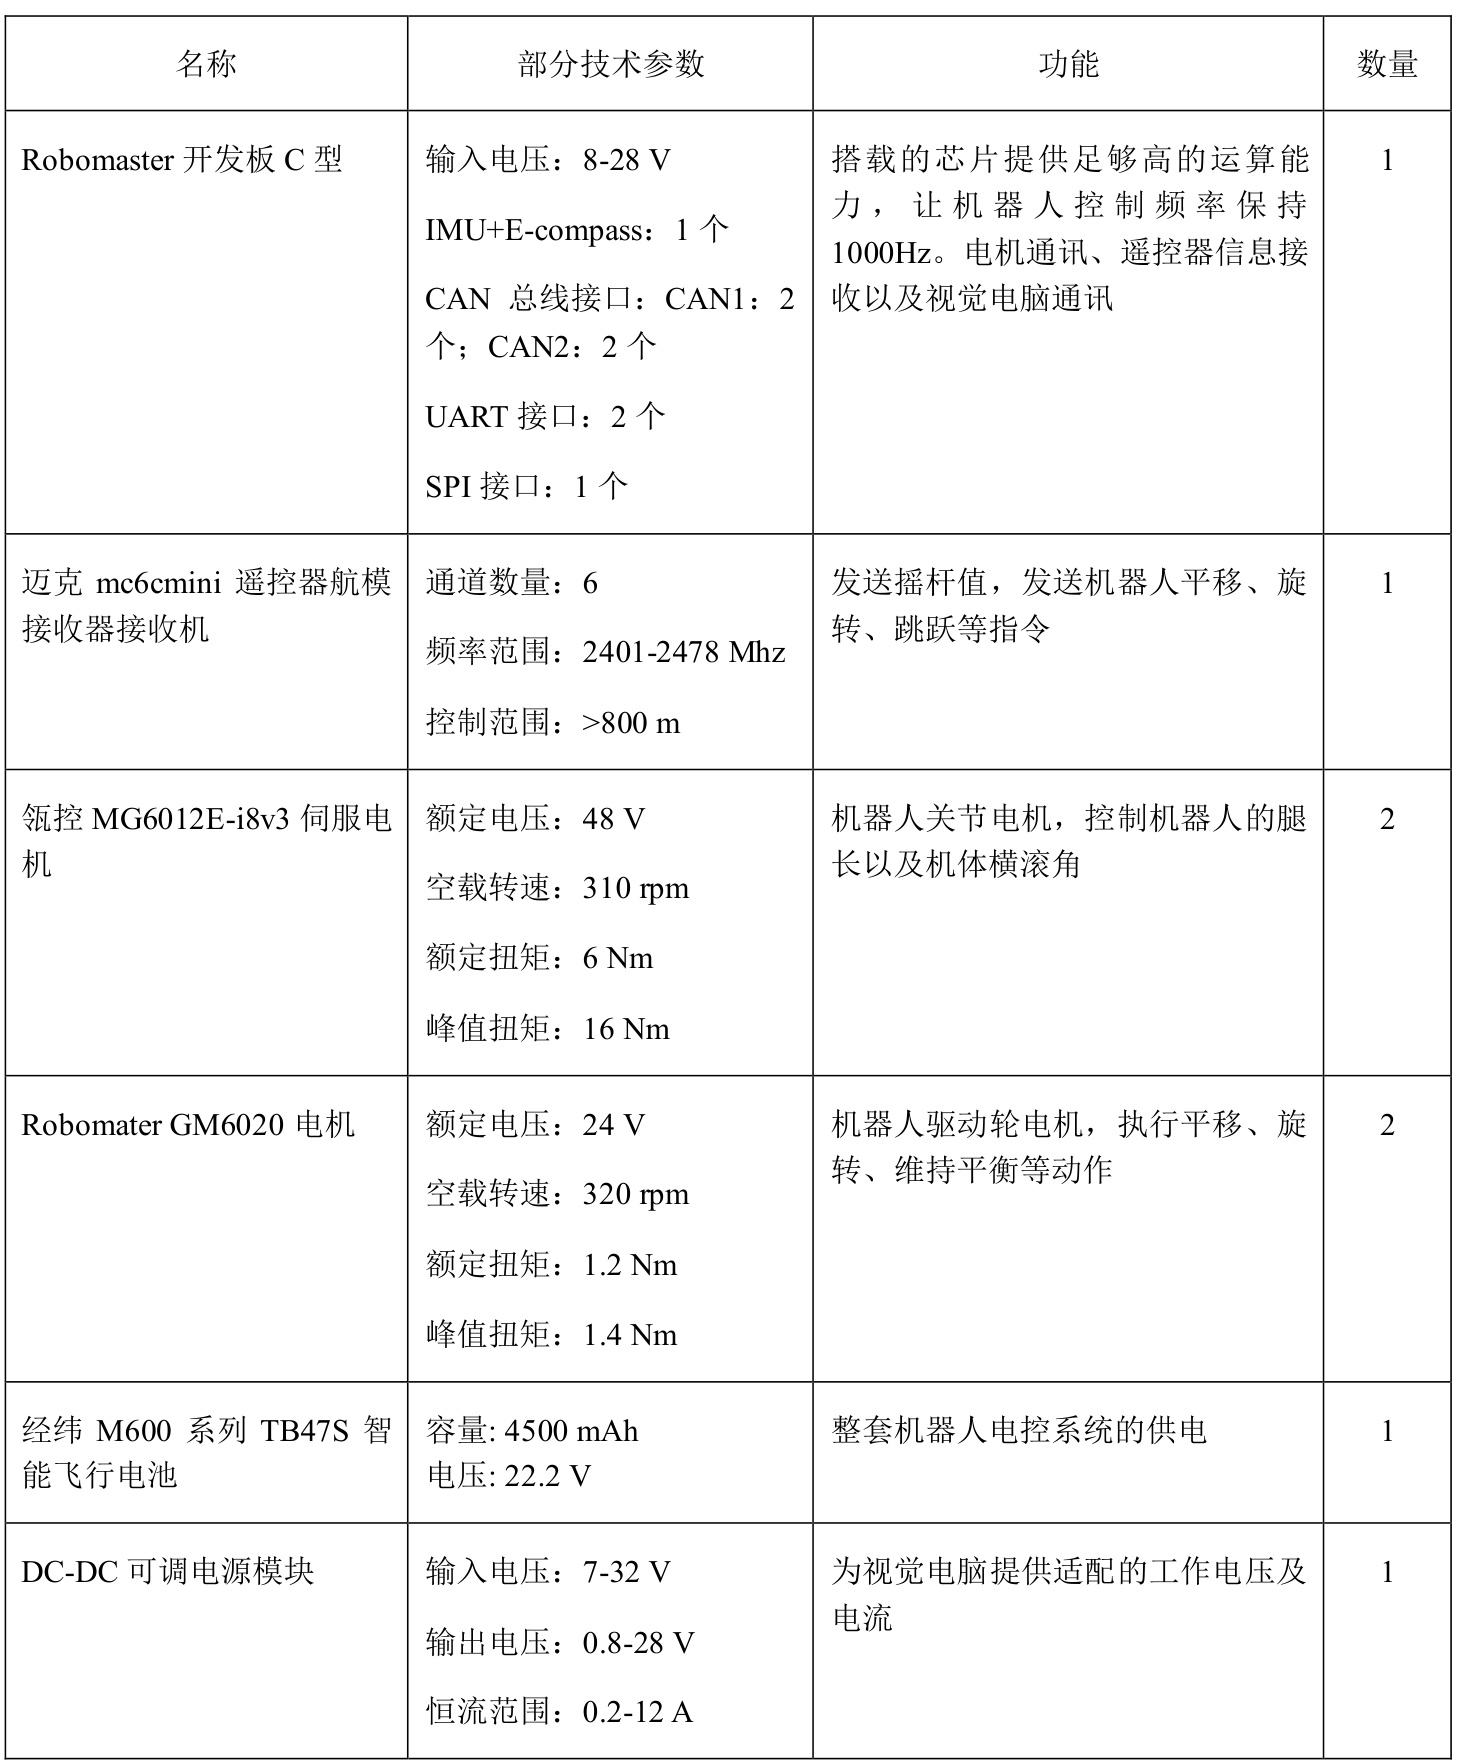 名称
部分技术参数
功能
数量
Robomaster 开发板 C 型
输入电压：8-28 V
IMU+E-compass：1 个
CAN 总线接口：CAN1：2
个；CAN2：2 个
UART 接口：2 个
SPI 接口：1 个
搭载的芯片提供足够高的运算能
力，让机器人控制频率保持
1000Hz。电机通讯、遥控器信息接
收以及视觉电脑通讯
1
迈克 mc6cmini 遥控器航模
接收器接收机
通道数量：6
频率范围：2401-2478 Mhz
控制范围：>800 m
发送摇杆值，发送机器人平移、旋
转、跳跃等指令
1
瓴控 MG6012E-i8v3 伺服电
机
额定电压：48 V
空载转速：310 rpm
额定扭矩：6 Nm
峰值扭矩：16 Nm
机器人关节电机，控制机器人的腿
长以及机体横滚角
2
Robomater GM6020 电机
额定电压：24 V
空载转速：320 rpm
额定扭矩：1.2 Nm
峰值扭矩：1.4 Nm
机器人驱动轮电机，执行平移、旋
转、维持平衡等动作
2
经纬 M600 系列 TB47S 智
能飞行电池
容量: 4500 mAh
电压: 22.2 V
整套机器人电控系统的供电
1
DC-DC 可调电源模块
输入电压：7-32 V
输出电压：0.8-28 V
恒流范围：0.2-12 A
为视觉电脑提供适配的工作电压及
电流
1